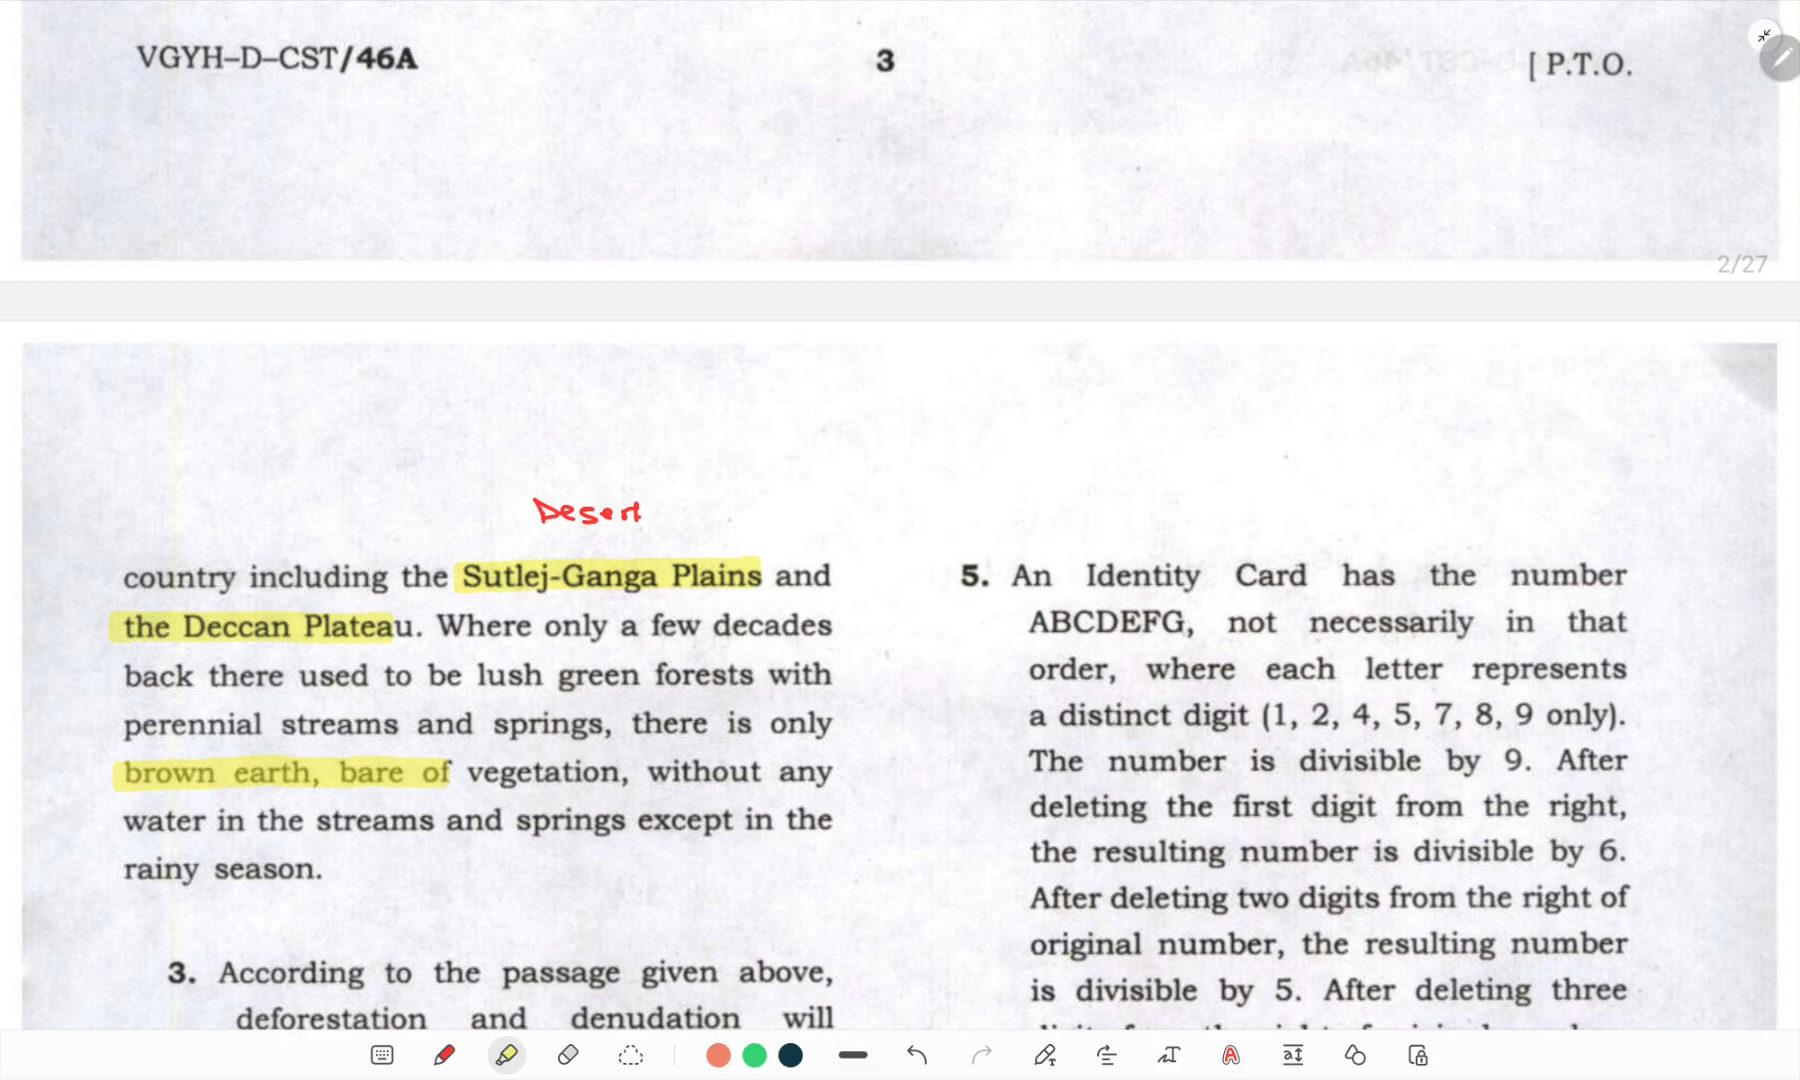 VGYH–D–CST/46A 3 [ P.T.O.
2/27
Desert
country including the Sutlej-Ganga Plains and
the Deccan Plateau. Where only a few decades
back there used to be lush green forests with
perennial streams and springs, there is only
brown earth, bare of vegetation, without any
water in the streams and springs except in the
rainy season.
3. According to the passage given above,
deforestation and denudation will
5. An Identity Card has the number
ABCDEFG, not necessarily in that
order, where each letter represents
a distinct digit (1, 2, 4, 5, 7, 8, 9 only).
The number is divisible by 9. After
deleting the first digit from the right,
the resulting number is divisible by 6.
After deleting two digits from the right of
original number, the resulting number
is divisible by 5. After deleting three